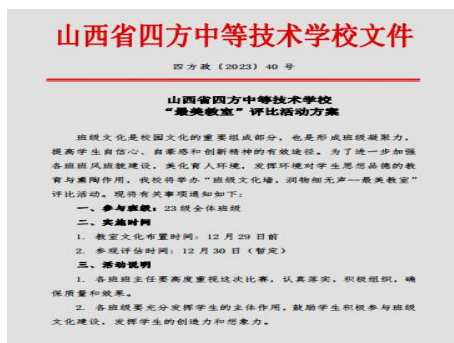 山西省四方中等技术学校文件
四方政〔2023〕40 号
山西省四方中等技术学校
“最美教室”评比活动方案
班级文化是校园文化的重要组成部分，也是形成班级凝聚力，
提高学生自信心、自豪感和创新精神的有效途径。为了进一步加强
各班班风班貌建设，美化育人环境，发挥环境对学生思想品德的教
育与熏陶作用，我校将举办“班级文化墙，润物细无声--最美教室”
评比活动。现将有关事项通知如下：
一、参与班级：23 级全体班级
二、实施时间
1. 教室文化布置时间：12 月 29 日前
2. 参观评估时间：12 月 30 日（暂定）
三、活动说明
1. 各班班主任要高度重视这次比赛，认真落实，积极组织，确
保质量和效果。
2. 各班级要充分发挥学生的主体作用，鼓励学生积极参与班级
文化建设，发挥学生的创造力和想象力。